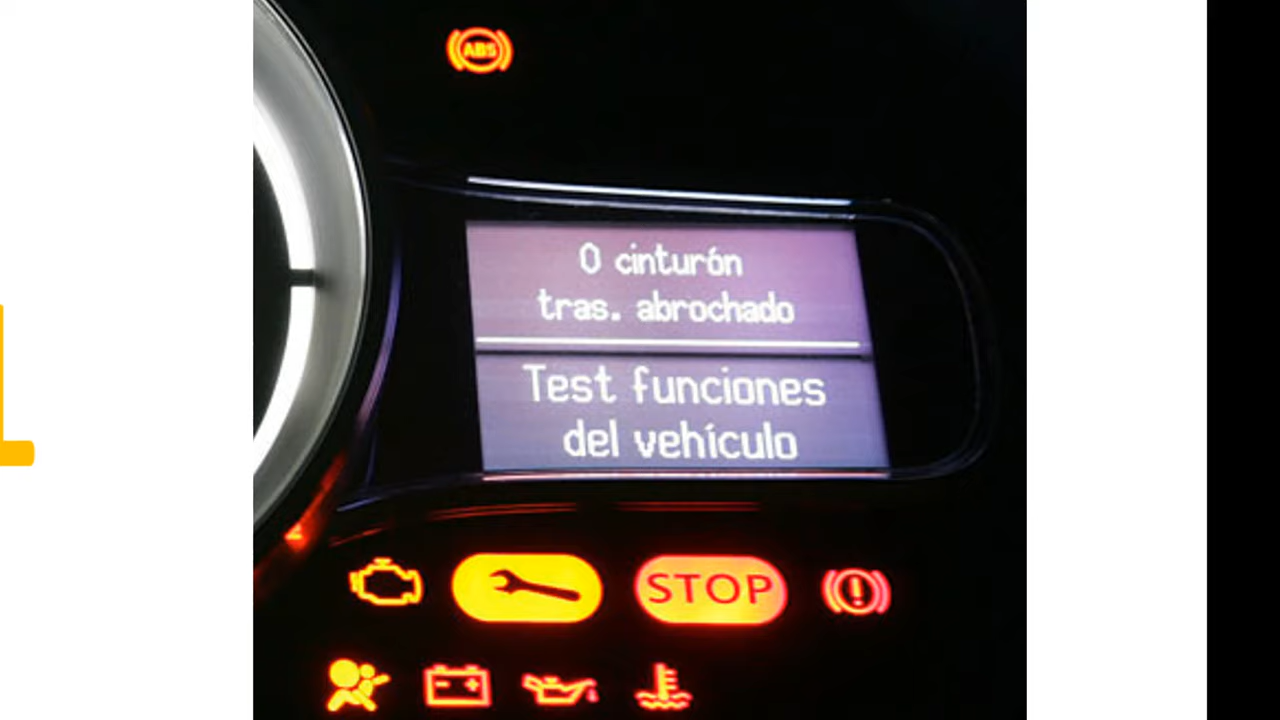 ABS
0 cinturón
tras. abrochado
Test funciones
del vehículo
STOP